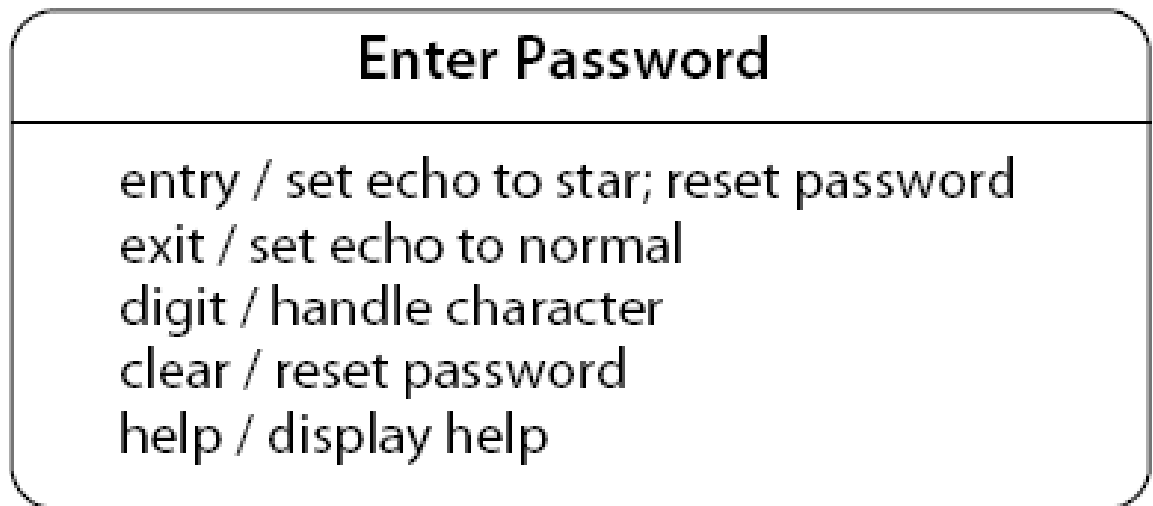 Enter Password
entry / set echo to star; reset password
exit / set echo to normal
digit / handle character
clear / reset password
help / display help